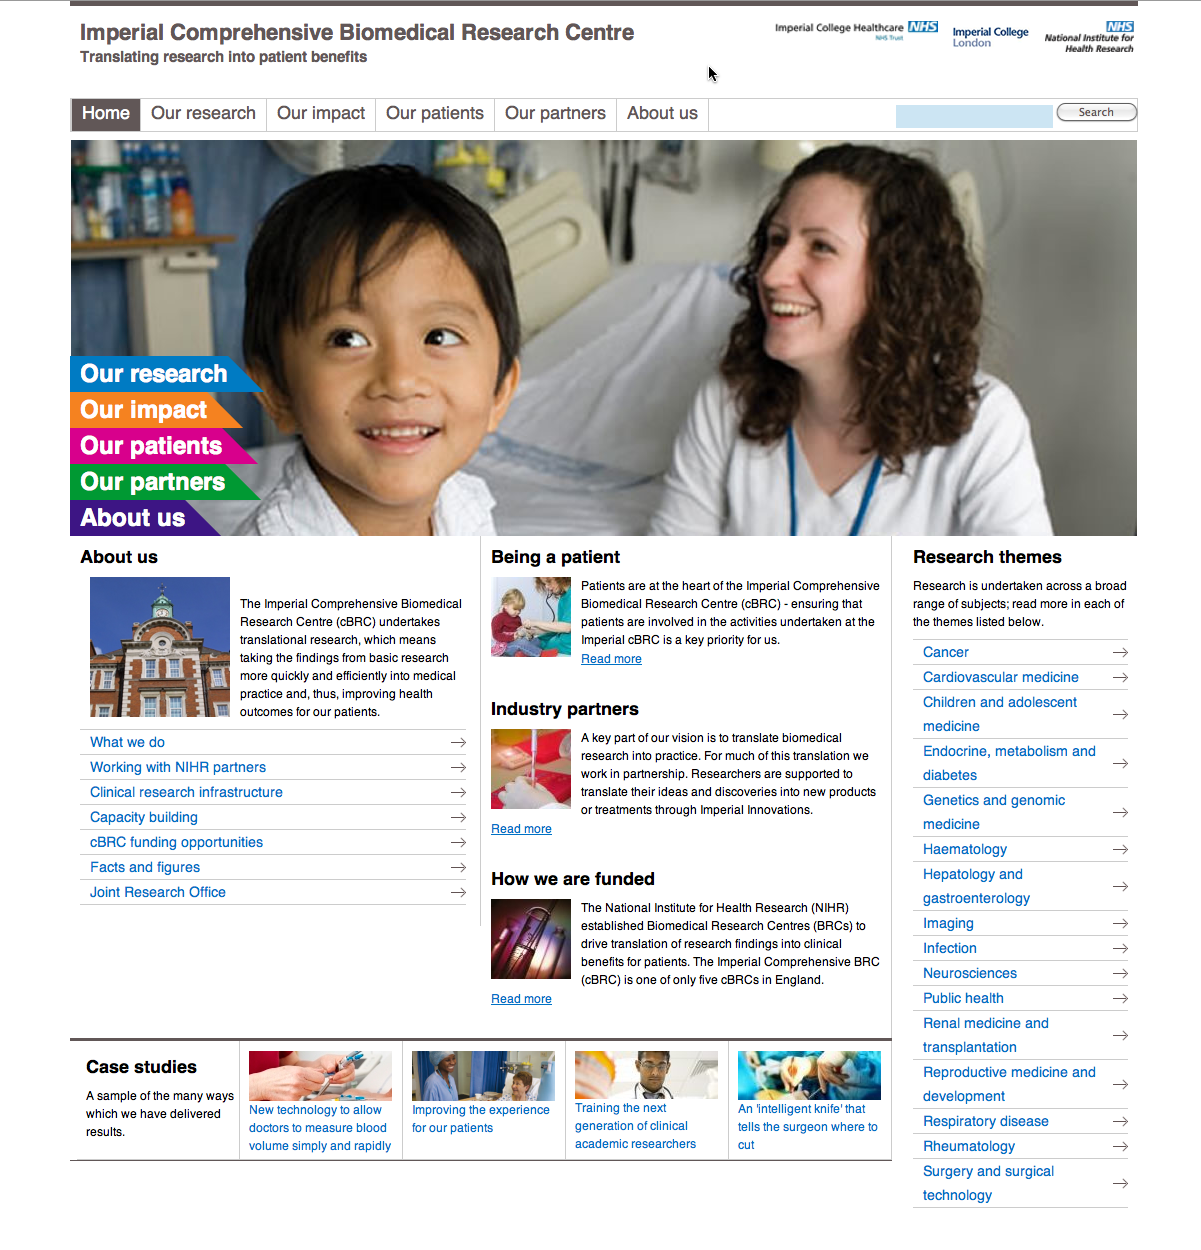 Imperial Comprehensive Biomedical Research Centre
Translating research into patient benefits
Imperial College Healthcare NHS
NHS Trust
Imperial College
London
NHS
National Institute for
Health Research
Home Our research Our impact Our patients Our partners About us Search
Our research
Our impact
Our patients
Our partners
About us
About us
The Imperial Comprehensive Biomedical
Research Centre (cBRC) undertakes
translational research, which means
taking the findings from basic research
more quickly and efficiently into medical
practice and, thus, improving health
outcomes for our patients.
What we do
Working with NIHR partners
Clinical research infrastructure
Capacity building
cBRC funding opportunities
Facts and figures
Joint Research Office
Being a patient
Patients are at the heart of the Imperial Comprehensive
Biomedical Research Centre (cBRC) - ensuring that
patients are involved in the activities undertaken at the
Imperial cBRC is a key priority for us.
Read more
Industry partners
A key part of our vision is to translate biomedical
research into practice. For much of this translation we
work in partnership. Researchers are supported to
translate their ideas and discoveries into new products
or treatments through Imperial Innovations.
Read more
How we are funded
The National Institute for Health Research (NIHR)
established Biomedical Research Centres (BRCs) to
drive translation of research findings into clinical
benefits for patients. The Imperial Comprehensive BRC
(cBRC) is one of only five cBRCs in England.
Read more
Research themes
Research is undertaken across a broad
range of subjects; read more in each of
the themes listed below.
Cancer
Cardiovascular medicine
Children and adolescent
medicine
Endocrine, metabolism and
diabetes
Genetics and genomic
medicine
Haematology
Hepatology and
gastroenterology
Imaging
Infection
Neurosciences
Public health
Renal medicine and
transplantation
Reproductive medicine and
development
Respiratory disease
Rheumatology
Surgery and surgical
technology
Case studies
A sample of the many ways
which we have delivered
results.
New technology to allow
doctors to measure blood
volume simply and rapidly
Improving the experience
for our patients
Training the next
generation of clinical
academic researchers
An 'intelligent knife' that
tells the surgeon where to
cut